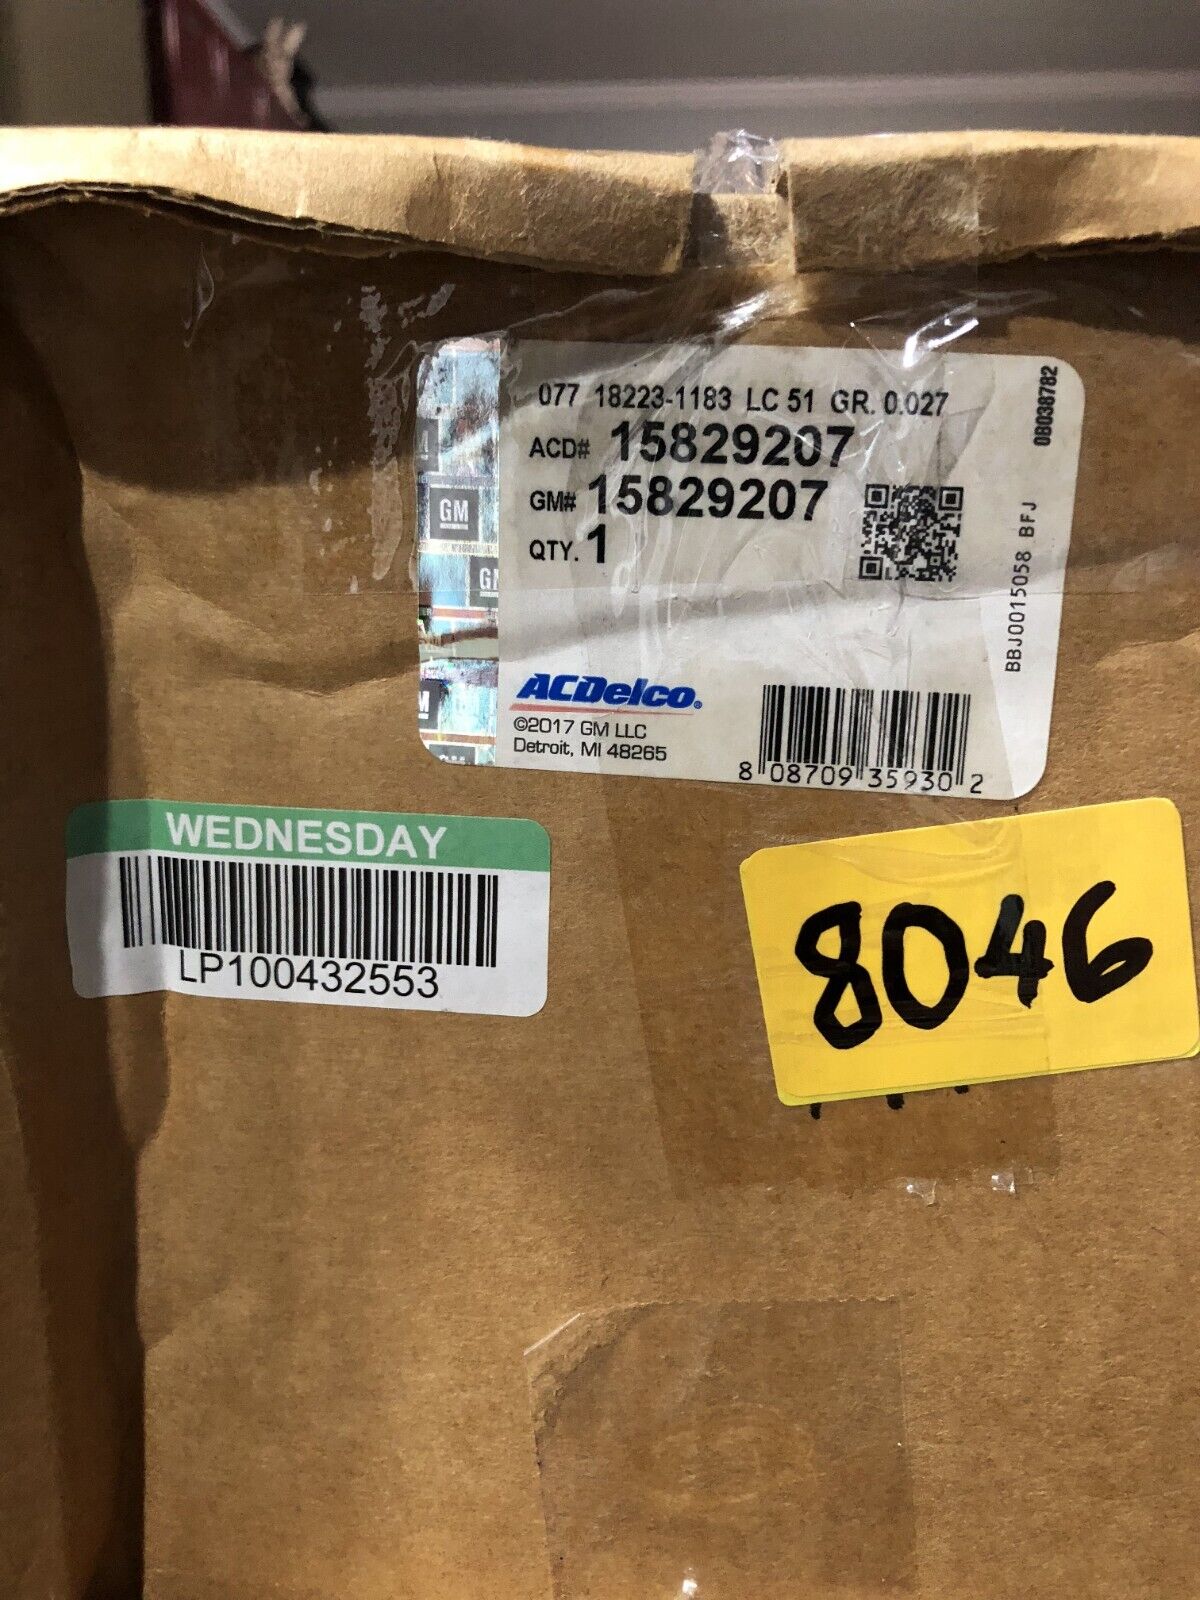 077 18223-1183 LC 51 GR. 0.027
ACD# 15829207
GM# 15829207
QTY. 1
08038782
BBJ0015058 BFJ
GM
ACDelco®
©2017 GM LLC
Detroit, MI 48265
8 08709 35930 2
WEDNESDAY
LP100432553
8046